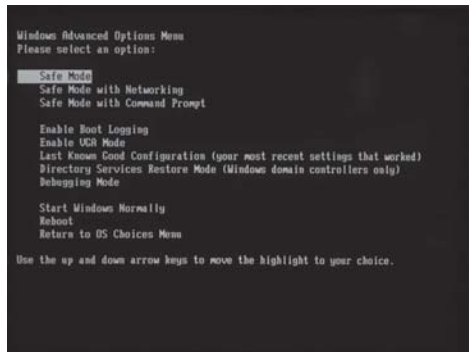 Windows Advanced Options Menu
Please select an option:
Safe Mode
Safe Mode with Networking
Safe Mode with Command Prompt
Enable Boot Logging
Enable VGA Mode
Last Known Good Configuration (your most recent settings that worked)
Directory Services Restore Mode (Windows domain controllers only)
Debugging Mode
Start Windows Normally
Reboot
Return to OS Choices Menu
Use the up and down arrow keys to move the highlight to your choice.